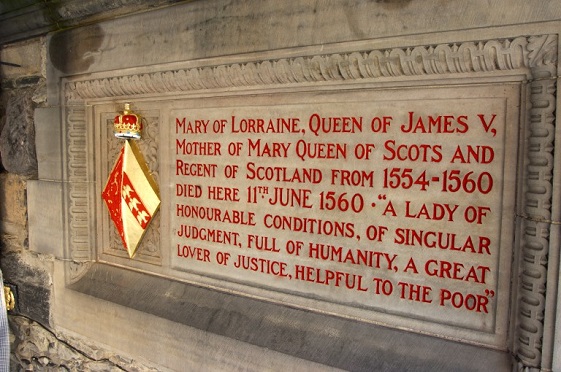 Mary of Lorraine, Queen of James V,
Mother of Mary Queen of Scots and
Regent of Scotland from 1554-1560
died here 11TH June 1560 · "A lady of
honourable conditions, of singular
judgment, full of humanity, a great
lover of justice, helpful to the poor"